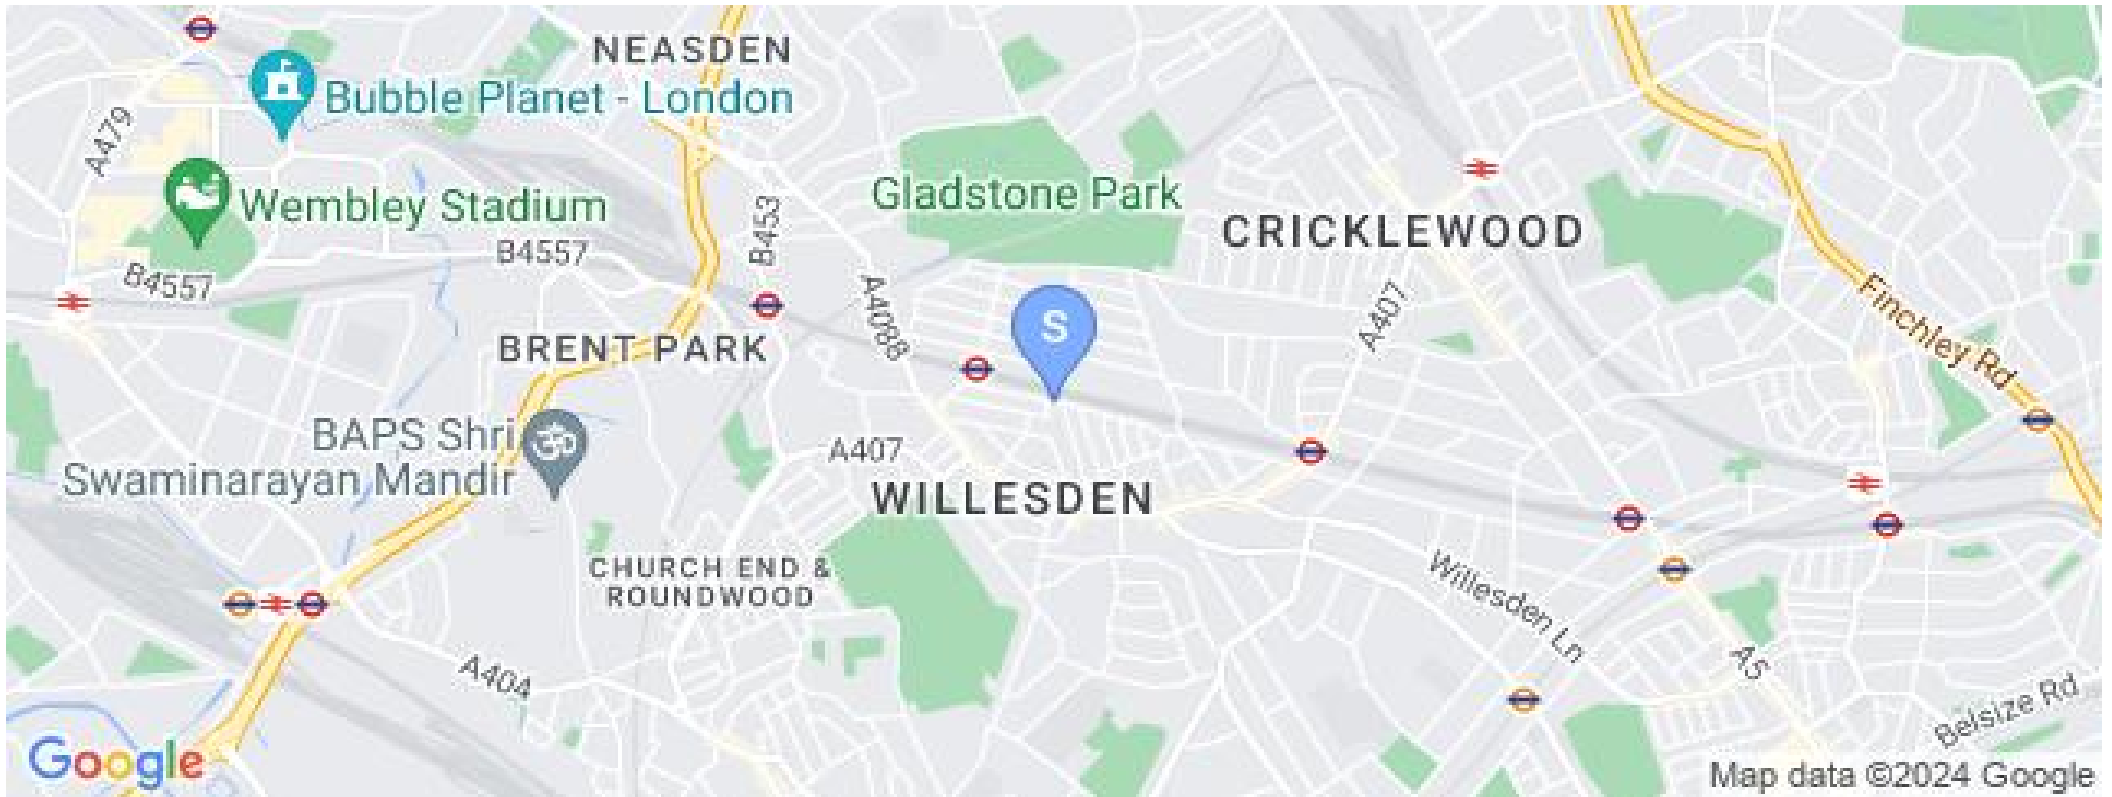 NEASDEN
Bubble Planet - London
A479
Wembley Stadium
Gladstone Park
B453
CRICKLEWOOD
B4557
B4557
A4088
A407
Finchley Rd
S
BRENT PARK
BAPS Shri
Swaminarayan Mandir
A407
WILLESDEN
CHURCH END &
ROUNDWOOD
Willesden Ln
A404
A5
Belsize Rd
Google
Map data ©2024 Google